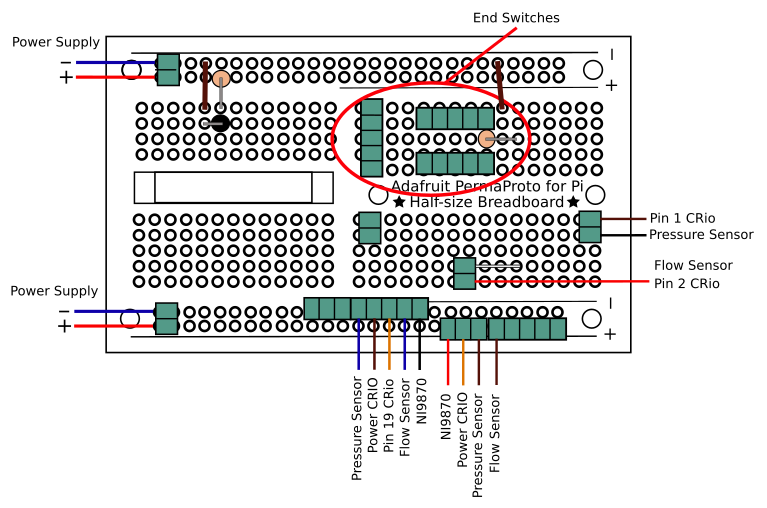 End Switches
Power Supply
−
+
−
+
Adafruit PermaProto for Pi
★ Half-size Breadboard ★
Pin 1 CRio
Pressure Sensor
Flow Sensor
Pin 2 CRio
Power Supply
−
+
−
+
Pressure Sensor
Power CRIO
Pin 19 CRio
Flow Sensor
NI9870
NI9870
Power CRIO
Pressure Sensor
Flow Sensor